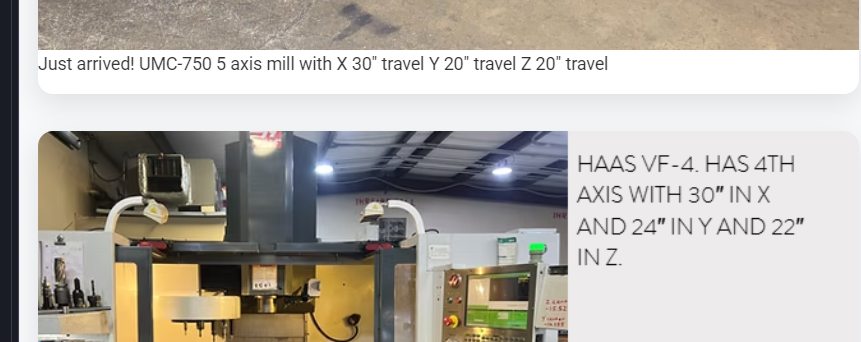 Just arrived! UMC-750 5 axis mill with X 30" travel Y 20" travel Z 20" travel
HAAS VF-4. HAS 4TH
AXIS WITH 30" IN X
AND 24" IN Y AND 22"
IN Z.